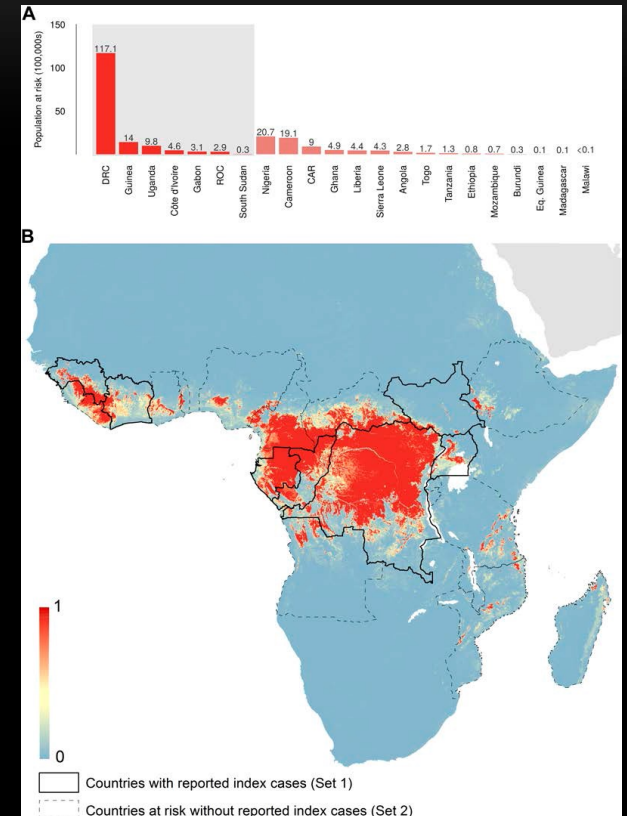 A
Population at risk (100,000s)
150
100
50
117.1
14
9.8
4.6
3.1
2.9
0.3
20.7
19.1
9
4.9
4.4
4.3
2.8
1.7
1.3
0.8
0.7
0.3
0.1
0.1
<0.1
DRC
Guinea
Uganda
Côte d'Ivoire
Gabon
ROC
South Sudan
Nigeria
Cameroon
CAR
Ghana
Liberia
Sierra Leone
Angola
Togo
Tanzania
Ethiopia
Mozambique
Burundi
Eq. Guinea
Madagascar
Malawi
B
1
0
Countries with reported index cases (Set 1)
Countries at risk without reported index cases (Set 2)